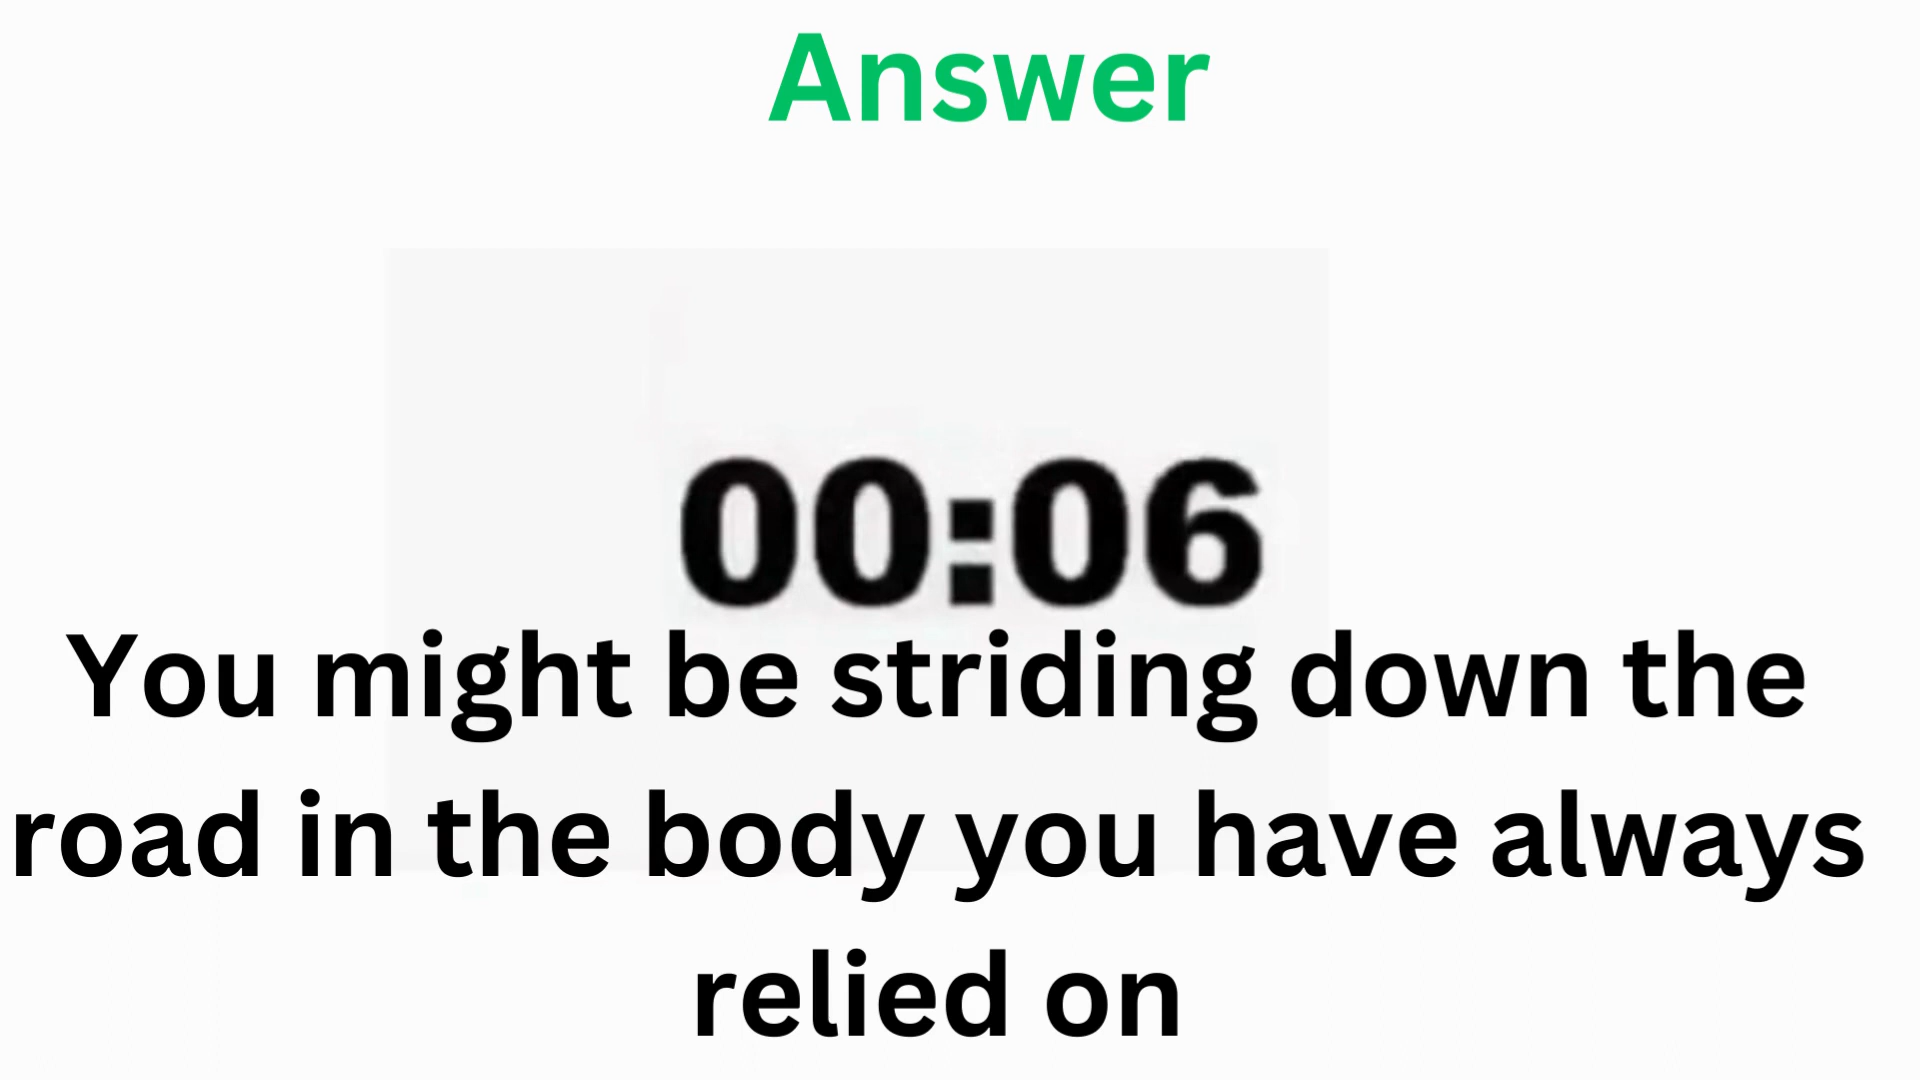 Answer
00:06
You might be striding down the
road in the body you have always
relied on